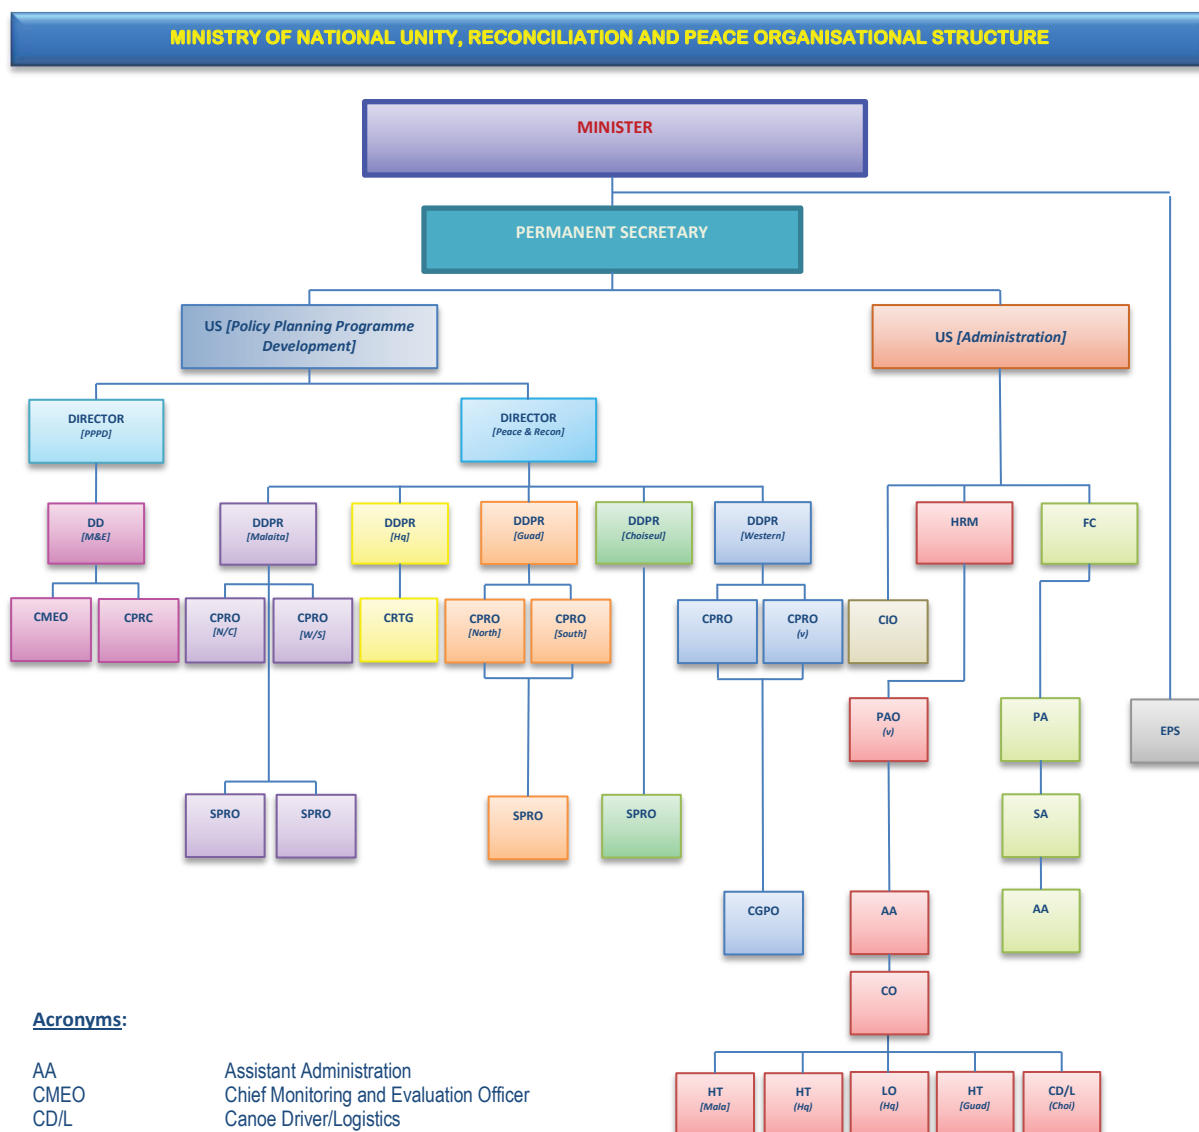 MINISTRY OF NATIONAL UNITY, RECONCILIATION AND PEACE ORGANISATIONAL STRUCTURE
MINISTER
PERMANENT SECRETARY
US [Policy Planning Programme
Development]
US [Administration]
DIRECTOR
[PPPD]
DIRECTOR
[Peace & Recon]
DD
[M&E]
DDPR
[Malaita]
DDPR
[Hq]
DDPR
[Guad]
DDPR
[Choiseul]
DDPR
[Western]
HRM
FC
CMEO
CPRC
CPRO
[N/C]
CPRO
[W/S]
CRTG
CPRO
[North]
CPRO
[South]
CPRO
CPRO
(v)
CIO
PAO
(v)
PA
EPS
SPRO
SPRO
SPRO
SPRO
SA
CGPO
AA
AA
CO
HT
[Mala]
HT
(Hq)
LO
(Hq)
HT
[Guad]
CD/L
(Choi)
Acronyms:
AA Assistant Administration
CMEO Chief Monitoring and Evaluation Officer
CD/L Canoe Driver/Logistics